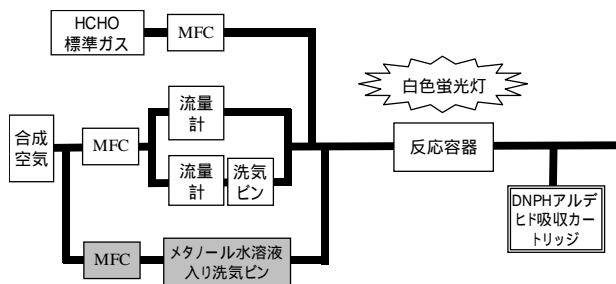 HCHO
標準ガス
MFC
白色蛍光灯
流量
計
合成
空気
MFC
反応容器
流量
計
洗気
ビン
DNPHアルデ
ヒド吸収カー
トリッジ
MFC
メタノール水溶液
入り洗気ビン